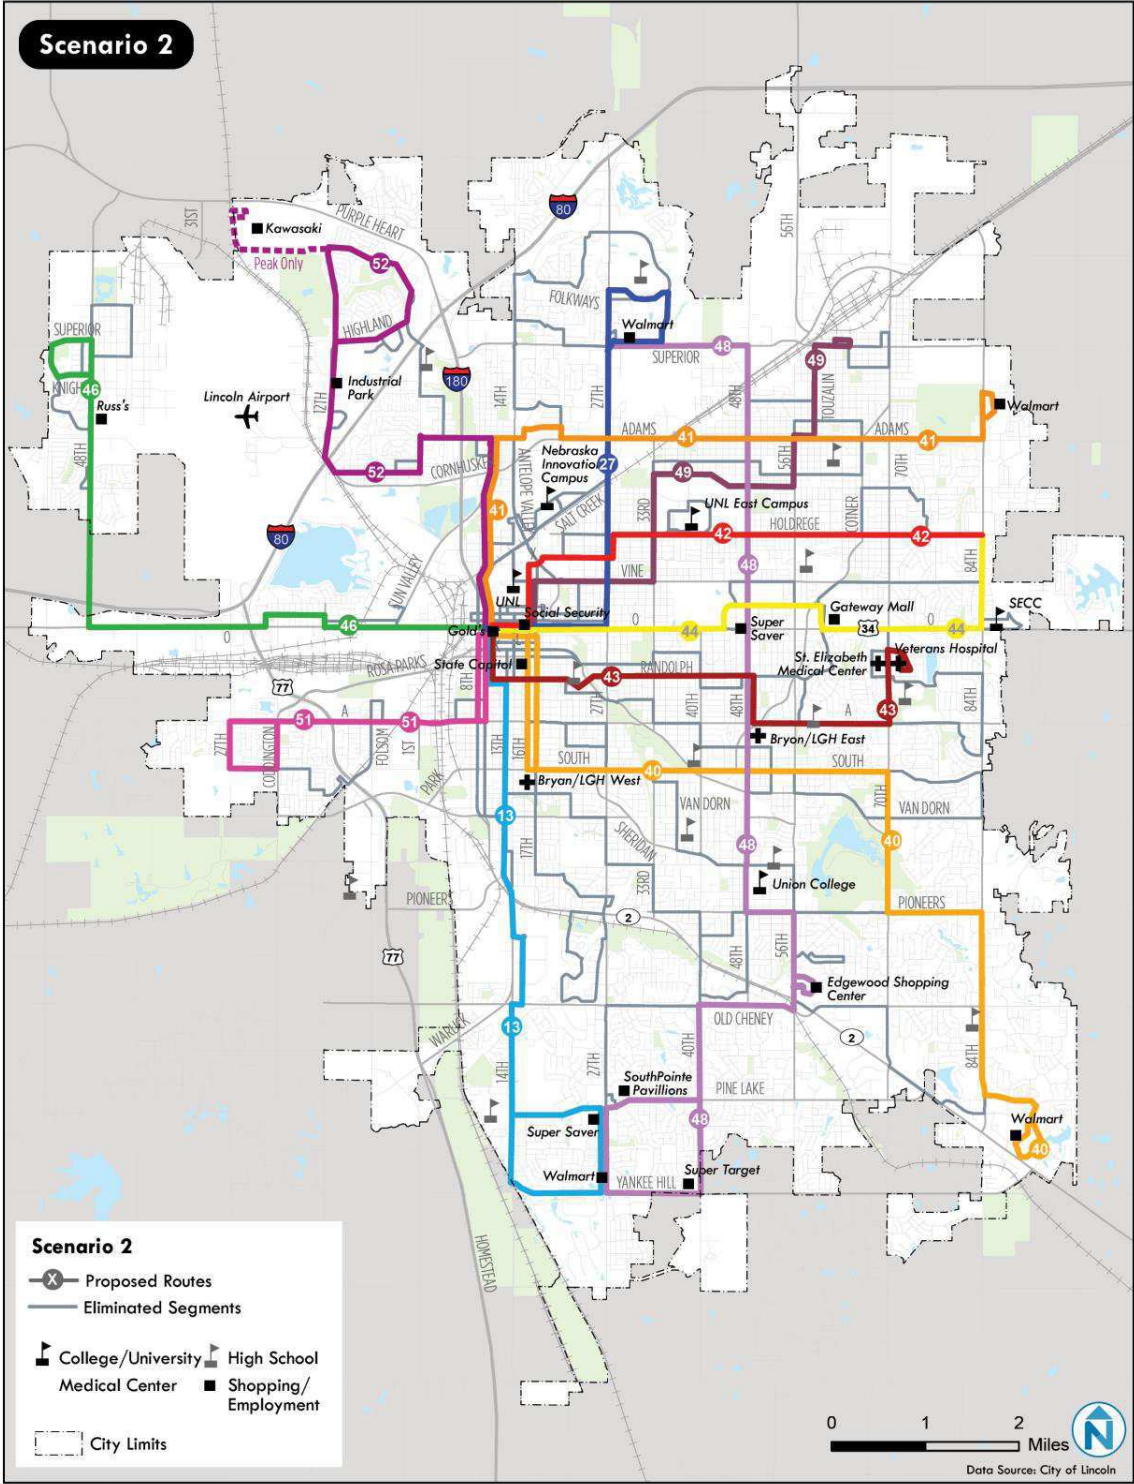 Scenario 2
80
56TH
31ST
PURPLE HEART
Kawasaki
Peak Only
52
FOLKWAYS
HIGHLAND
Walmart
SUPERIOR
48
SUPERIOR
49
KNIGH
46
Russ's
Lincoln Airport
Industrial
Park
180
12TH
14TH
27TH
48TH
TOUZALIN
Walmart
ADAMS
41
ADAMS
41
48TH
52
CORNHUSKE
ANTELOPE VALLEY
Nebraska
Innovatio
Campus
27
49
56TH
70TH
41
SALT CREEK
33RD
UNL East Campus
HOLDREGE
COTNER
80
42
42
SUN VALLEY
VINE
48
84TH
UNL
Social Security
Gateway Mall
SECC
46
O
Gold's
O
44
Super
Saver
34
O
44
ROSA PARKS
State Capitol
RANDOLPH
St. Elizabeth
Medical Center
Veterans Hospital
77
8TH
43
27TH
40TH
48TH
43
84TH
51
A
51
A
27TH
CODDINGTON
FOLSOM
1ST
13TH
16TH
Bryon/LGH East
SOUTH
SOUTH
PARK
Bryan/LGH West
40
70TH
VAN DORN
VAN DORN
13
17TH
SHERIDAN
48
40
33RD
Union College
PIONEERS
PIONEERS
2
77
48TH
56TH
Edgewood Shopping
Center
WARLICK
13
OLD CHENEY
2
14TH
27TH
40TH
84TH
SouthPointe
Pavillions
PINE LAKE
Super Saver
48
Walmart
40
Walmart
YANKEE HILL
Super Target
HOMESTEAD
Scenario 2
X
Proposed Routes
Eliminated Segments
College/University
High School
Medical Center
Shopping/
Employment
City Limits
0
1
2
Miles
N
Data Source: City of Lincoln